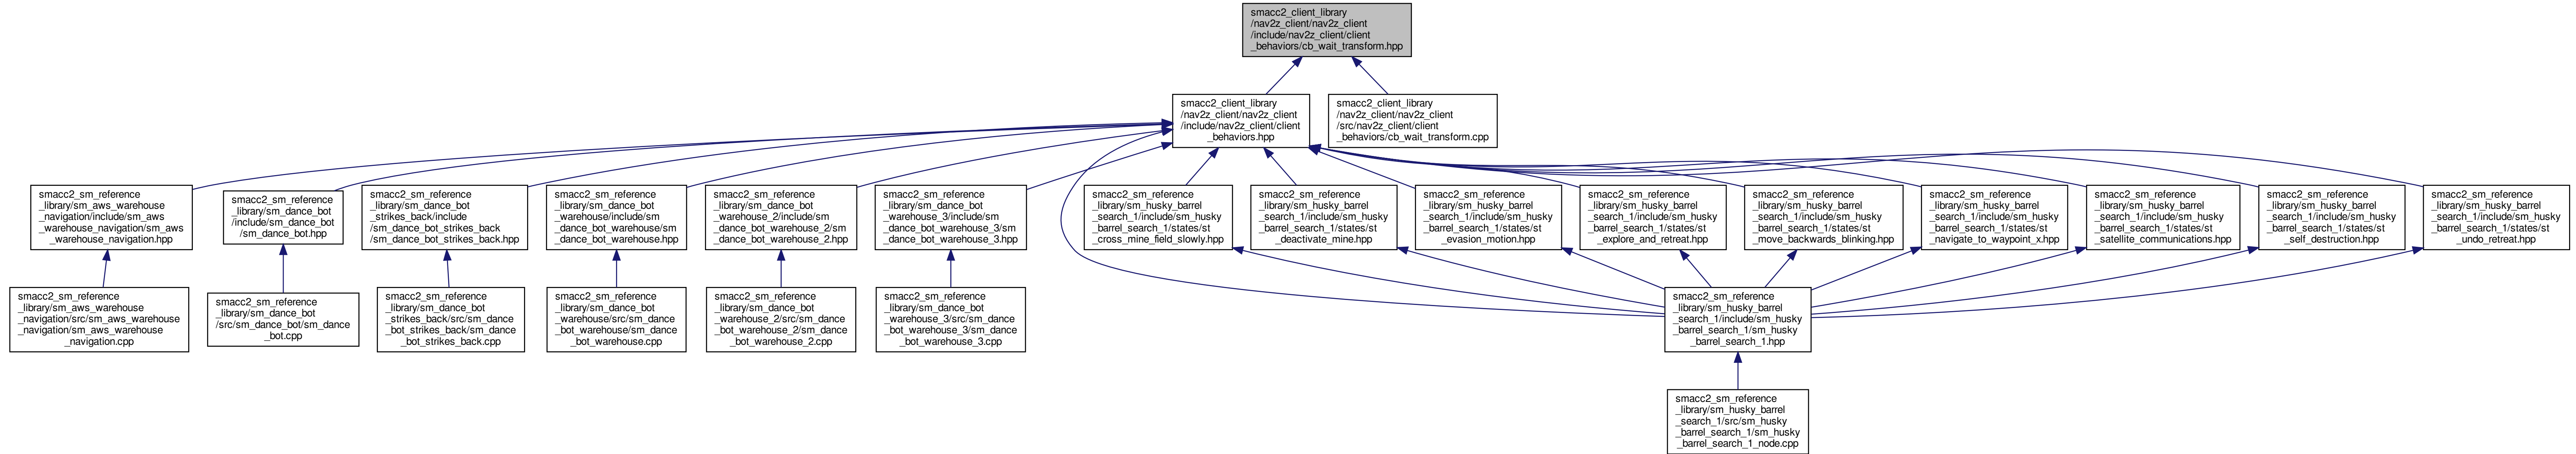 smacc2_client_library
/nav2z_client/nav2z_client
/include/nav2z_client/client
_behaviors/cb_wait_transform.hpp
smacc2_client_library
/nav2z_client/nav2z_client
/include/nav2z_client/client
_behaviors.hpp
smacc2_client_library
/nav2z_client/nav2z_client
/src/nav2z_client/client
_behaviors/cb_wait_transform.cpp
smacc2_sm_reference
_library/sm_aws_warehouse
_navigation/include/sm_aws
_warehouse_navigation/sm_aws
_warehouse_navigation.hpp
smacc2_sm_reference
_library/sm_dance_bot
/include/sm_dance_bot
/sm_dance_bot.hpp
smacc2_sm_reference
_library/sm_dance_bot
_strikes_back/include
/sm_dance_bot_strikes_back
/sm_dance_bot_strikes_back.hpp
smacc2_sm_reference
_library/sm_dance_bot
_warehouse/include/sm
_dance_bot_warehouse/sm
_dance_bot_warehouse.hpp
smacc2_sm_reference
_library/sm_dance_bot
_warehouse_2/include/sm
_dance_bot_warehouse_2/sm
_dance_bot_warehouse_2.hpp
smacc2_sm_reference
_library/sm_dance_bot
_warehouse_3/include/sm
_dance_bot_warehouse_3/sm
_dance_bot_warehouse_3.hpp
smacc2_sm_reference
_library/sm_husky_barrel
_search_1/include/sm_husky
_barrel_search_1/states/st
_cross_mine_field_slowly.hpp
smacc2_sm_reference
_library/sm_husky_barrel
_search_1/include/sm_husky
_barrel_search_1/states/st
_deactivate_mine.hpp
smacc2_sm_reference
_library/sm_husky_barrel
_search_1/include/sm_husky
_barrel_search_1/states/st
_evasion_motion.hpp
smacc2_sm_reference
_library/sm_husky_barrel
_search_1/include/sm_husky
_barrel_search_1/states/st
_explore_and_retreat.hpp
smacc2_sm_reference
_library/sm_husky_barrel
_search_1/include/sm_husky
_barrel_search_1/states/st
_move_backwards_blinking.hpp
smacc2_sm_reference
_library/sm_husky_barrel
_search_1/include/sm_husky
_barrel_search_1/states/st
_navigate_to_waypoint_x.hpp
smacc2_sm_reference
_library/sm_husky_barrel
_search_1/include/sm_husky
_barrel_search_1/states/st
_satellite_communications.hpp
smacc2_sm_reference
_library/sm_husky_barrel
_search_1/include/sm_husky
_barrel_search_1/states/st
_self_destruction.hpp
smacc2_sm_reference
_library/sm_husky_barrel
_search_1/include/sm_husky
_barrel_search_1/states/st
_undo_retreat.hpp
smacc2_sm_reference
_library/sm_aws_warehouse
_navigation/src/sm_aws_warehouse
_navigation/sm_aws_warehouse
_navigation.cpp
smacc2_sm_reference
_library/sm_dance_bot
/src/sm_dance_bot/sm_dance
_bot.cpp
smacc2_sm_reference
_library/sm_dance_bot
_strikes_back/src/sm_dance
_bot_strikes_back/sm_dance
_bot_strikes_back.cpp
smacc2_sm_reference
_library/sm_dance_bot
_warehouse/src/sm_dance
_bot_warehouse/sm_dance
_bot_warehouse.cpp
smacc2_sm_reference
_library/sm_dance_bot
_warehouse_2/src/sm_dance
_bot_warehouse_2/sm_dance
_bot_warehouse_2.cpp
smacc2_sm_reference
_library/sm_dance_bot
_warehouse_3/src/sm_dance
_bot_warehouse_3/sm_dance
_bot_warehouse_3.cpp
smacc2_sm_reference
_library/sm_husky_barrel
_search_1/include/sm_husky
_barrel_search_1/sm_husky
_barrel_search_1.hpp
smacc2_sm_reference
_library/sm_husky_barrel
_search_1/src/sm_husky
_barrel_search_1/sm_husky
_barrel_search_1_node.cpp